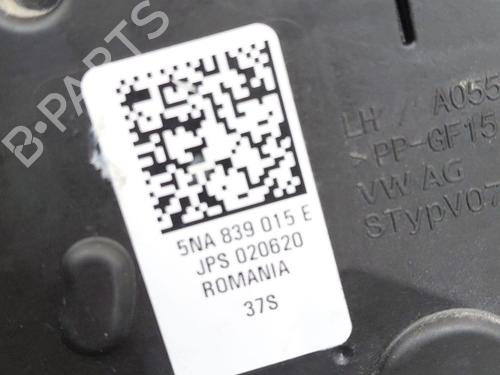 B-PARTS
5NA 839 015 E
JPS 020620
ROMANIA
37S
LH / A055
>PP-GF15
VW AG
STypV07